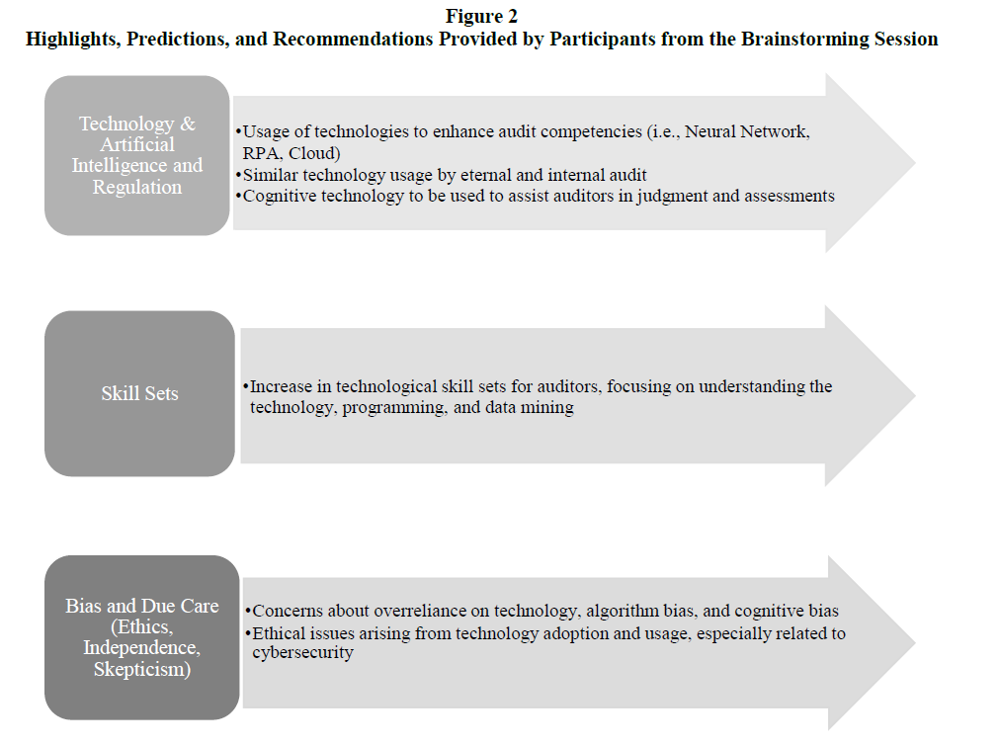 Figure 2
Highlights, Predictions, and Recommendations Provided by Participants from the Brainstorming Session
Technology &
Artificial
Intelligence and
Regulation
•Usage of technologies to enhance audit competencies (i.e., Neural Network,
RPA, Cloud)
•Similar technology usage by eternal and internal audit
•Cognitive technology to be used to assist auditors in judgment and assessments
Skill Sets
•Increase in technological skill sets for auditors, focusing on understanding the
technology, programming, and data mining
Bias and Due Care
(Ethics,
Independence,
Skepticism)
•Concerns about overreliance on technology, algorithm bias, and cognitive bias
•Ethical issues arising from technology adoption and usage, especially related to
cybersecurity